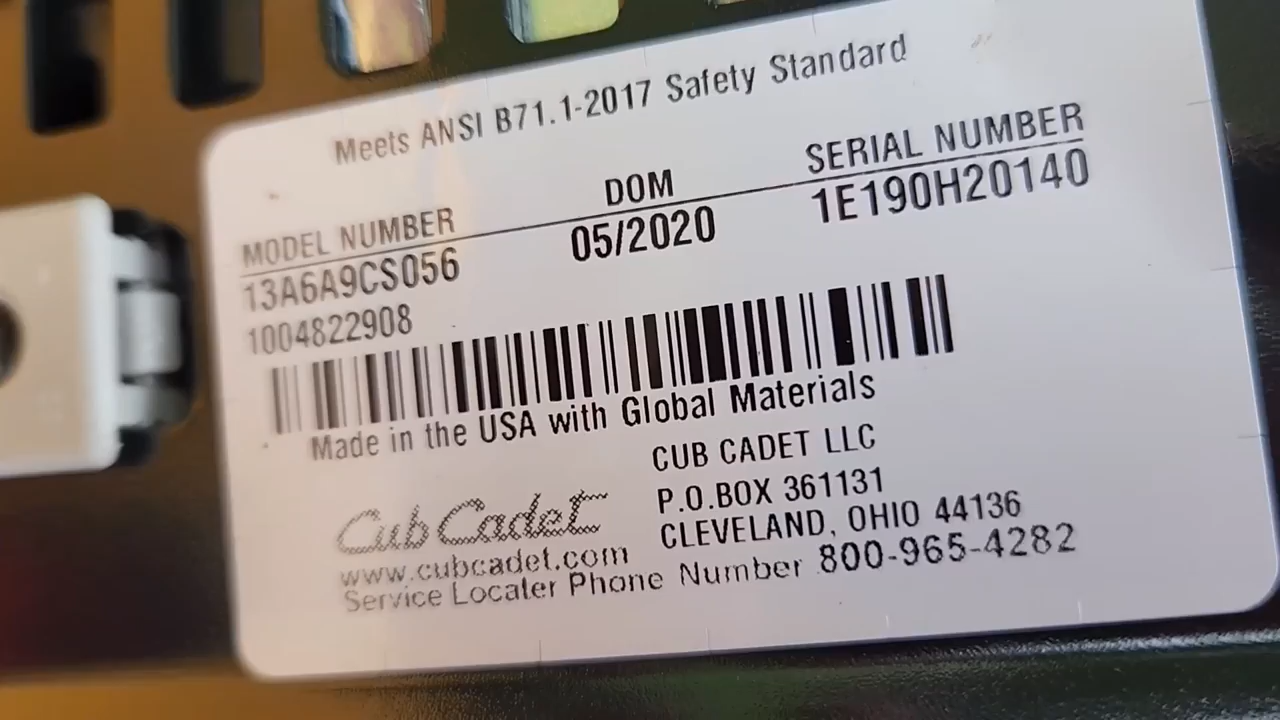 Meets ANSI B71.1-2017 Safety Standard
MODEL NUMBER DOM SERIAL NUMBER
13A6A9CS056 05/2020 1E190H20140
1004822908
Made in the USA with Global Materials
Cub Cadet
www.cubcadet.com
CUB CADET LLC
P.O.BOX 361131
CLEVELAND, OHIO 44136
Service Locater Phone Number 800-965-4282